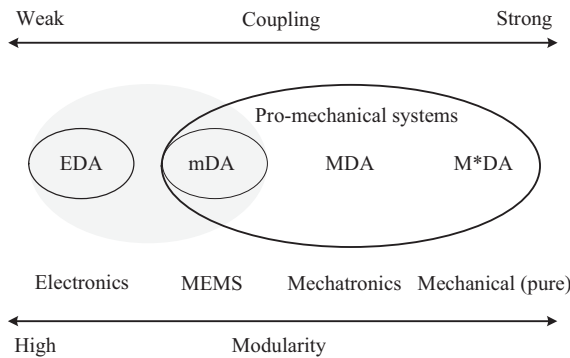 Weak Coupling Strong
Pro-mechanical systems
EDA mDA MDA M*DA
Electronics MEMS Mechatronics Mechanical (pure)
High Modularity